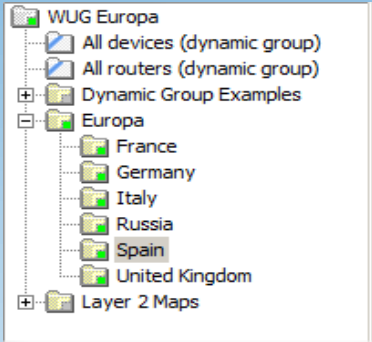 WUG Europa
All devices (dynamic group)
All routers (dynamic group)
Dynamic Group Examples
Europa
France
Germany
Italy
Russia
Spain
United Kingdom
Layer 2 Maps